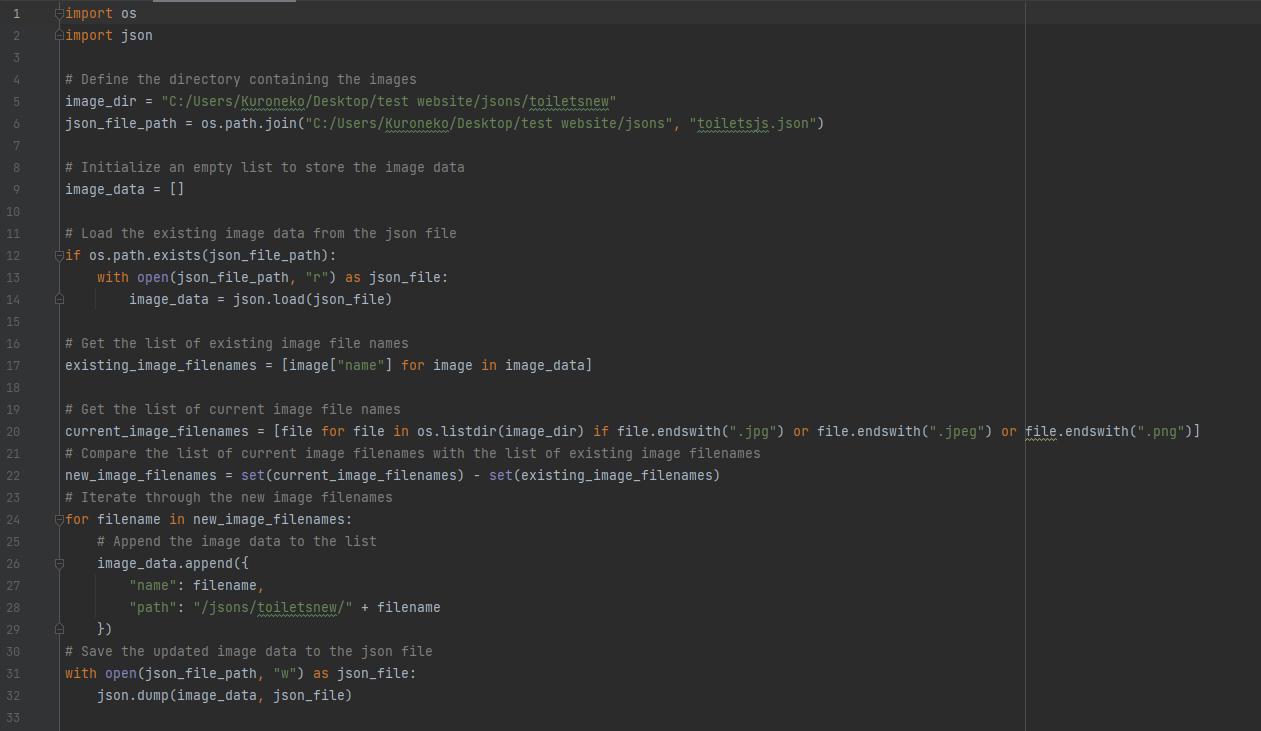 1 import os
2 import json
3
4 # Define the directory containing the images
5 image_dir = "C:/Users/Kuroneko/Desktop/test website/jsons/toiletsnew"
6 json_file_path = os.path.join("C:/Users/Kuroneko/Desktop/test website/jsons", "toiletsjs.json")
7
8 # Initialize an empty list to store the image data
9 image_data = []
10
11 # Load the existing image data from the json file
12 if os.path.exists(json_file_path):
13     with open(json_file_path, "r") as json_file:
14         image_data = json.load(json_file)
15
16 # Get the list of existing image file names
17 existing_image_filenames = [image["name"] for image in image_data]
18
19 # Get the list of current image file names
20 current_image_filenames = [file for file in os.listdir(image_dir) if file.endswith(".jpg") or file.endswith(".jpeg") or file.endswith(".png")]
21 # Compare the list of current image filenames with the list of existing image filenames
22 new_image_filenames = set(current_image_filenames) - set(existing_image_filenames)
23 # Iterate through the new image filenames
24 for filename in new_image_filenames:
25     # Append the image data to the list
26     image_data.append({
27         "name": filename,
28         "path": "/jsons/toiletsnew/" + filename
29     })
30 # Save the updated image data to the json file
31 with open(json_file_path, "w") as json_file:
32     json.dump(image_data, json_file)
33